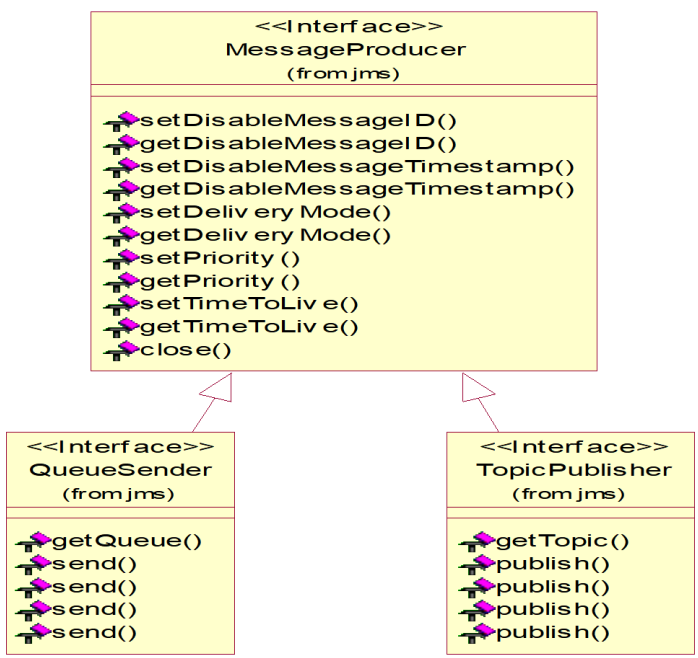 <<Interface>>
MessageProducer
(from jms)
setDisableMessageID()
getDisableMessageID()
setDisableMessageTimestamp()
getDisableMessageTimestamp()
setDeliveryMode()
getDeliveryMode()
setPriority()
getPriority()
setTimeToLive()
getTimeToLive()
close()
<<Interface>>
QueueSender
(from jms)
getQueue()
send()
send()
send()
send()
<<Interface>>
TopicPublisher
(from jms)
getTopic()
publish()
publish()
publish()
publish()